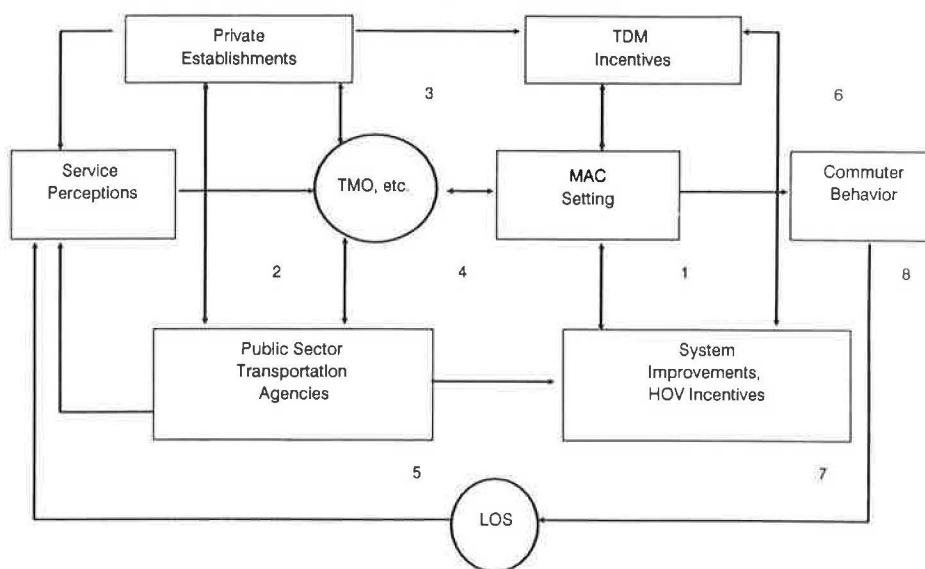 Private
Establishments
TDM
Incentives
3
6
Service
Perceptions
TMO, etc.
MAC
Setting
Commuter
Behavior
2
4
1
8
Public Sector
Transportation
Agencies
System
Improvements,
HOV Incentives
5
7
LOS